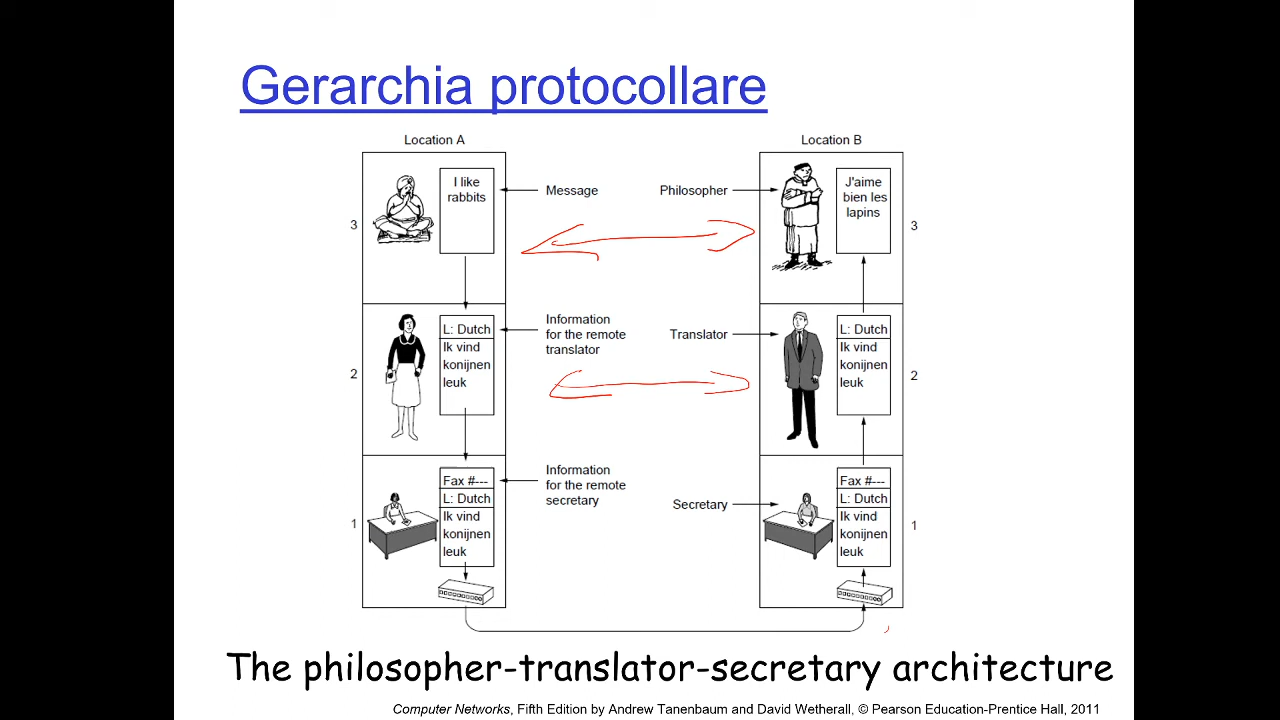 Gerarchia protocollare
Location A
Location B
I like
rabbits
Message
Philosopher
J'aime
bien les
lapins
3
3
Information
for the remote
translator
L: Dutch
Ik vind
konijnen
leuk
Translator
L: Dutch
Ik vind
konijnen
leuk
2
2
Information
for the remote
secretary
Fax #---
L: Dutch
Ik vind
konijnen
leuk
Secretary
Fax #---
L: Dutch
Ik vind
konijnen
leuk
1
1
The philosopher-translator-secretary architecture
Computer Networks, Fifth Edition by Andrew Tanenbaum and David Wetherall, © Pearson Education-Prentice Hall, 2011